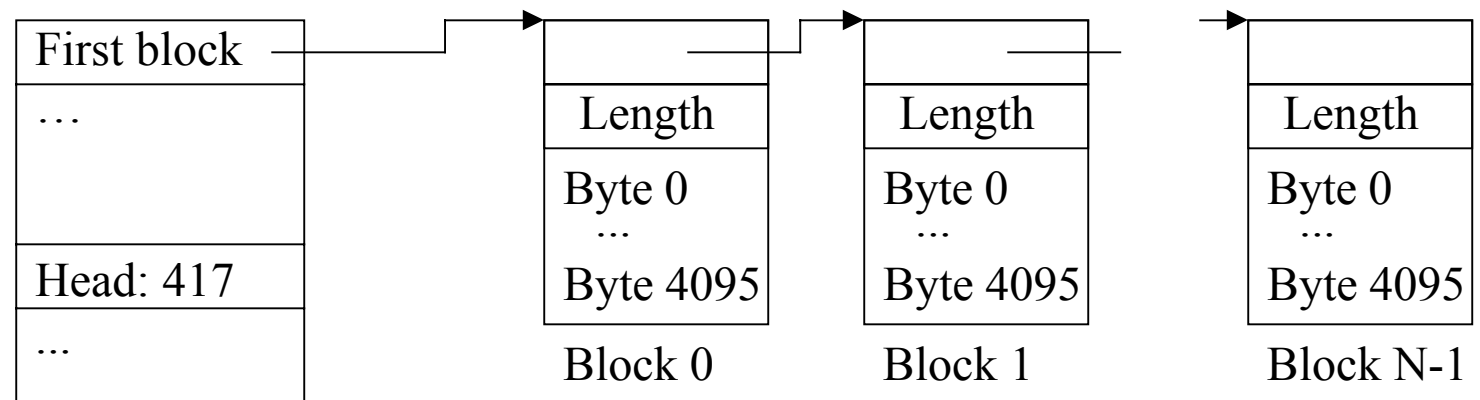 First block
…
Head: 417
...
Length
Byte 0
...
Byte 4095
Block 0
Length
Byte 0
...
Byte 4095
Block 1
Length
Byte 0
...
Byte 4095
Block N-1